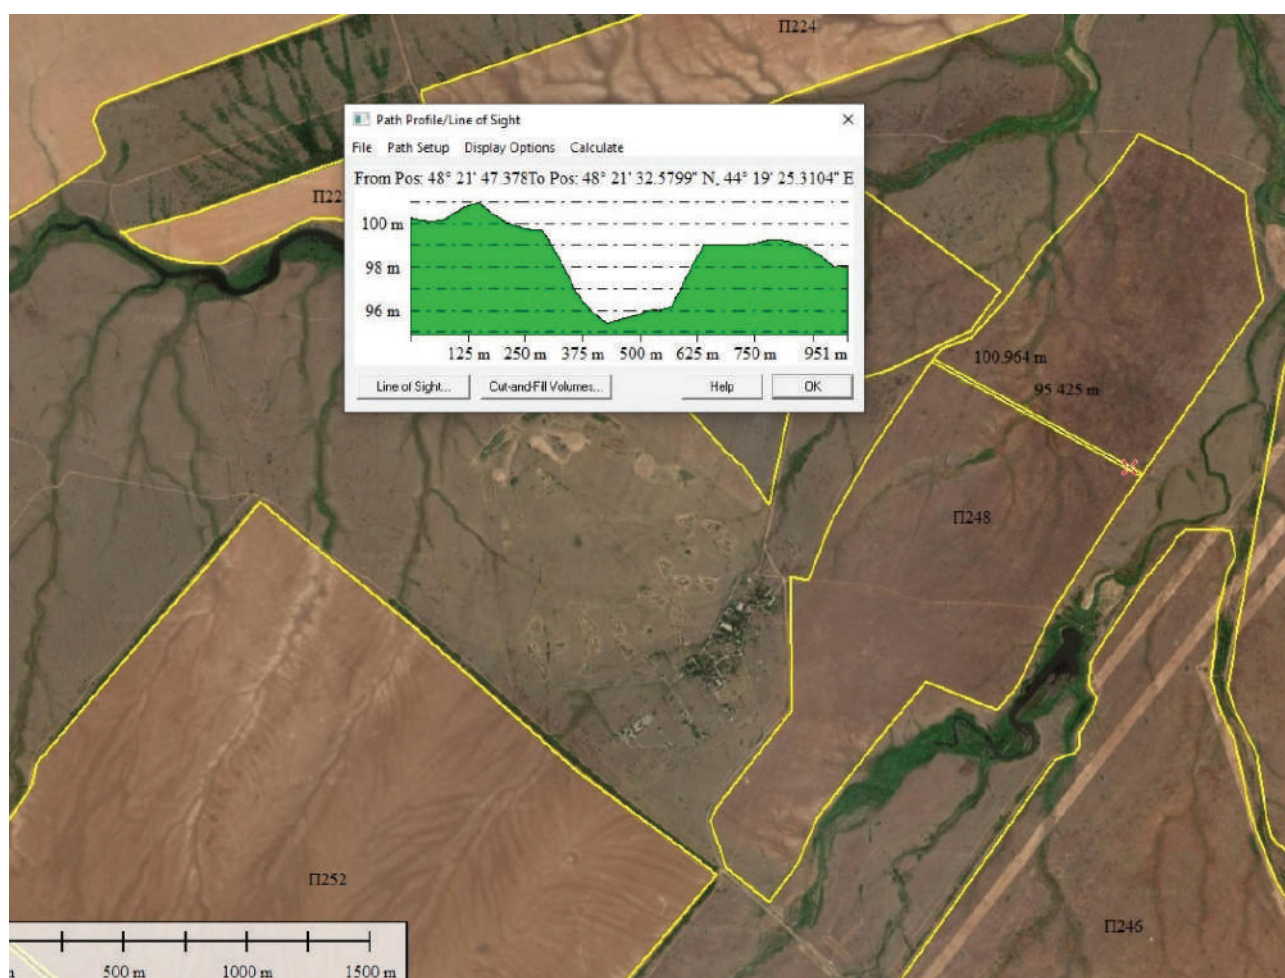 П224
Path Profile/Line of Sight
File Path Setup Display Options Calculate
From Pos: 48° 21' 47.378To Pos: 48° 21' 32.5799" N, 44° 19' 25.3104" E
П22
100 m
98 m
96 m
125 m 250 m 375 m 500 m 625 m 750 m 951 m
Line of Sight... Cut-and-Fill Volumes... Help OK
100.964 m
95.425 m
П248
П252
П246
500 m 1000 m 1500 m